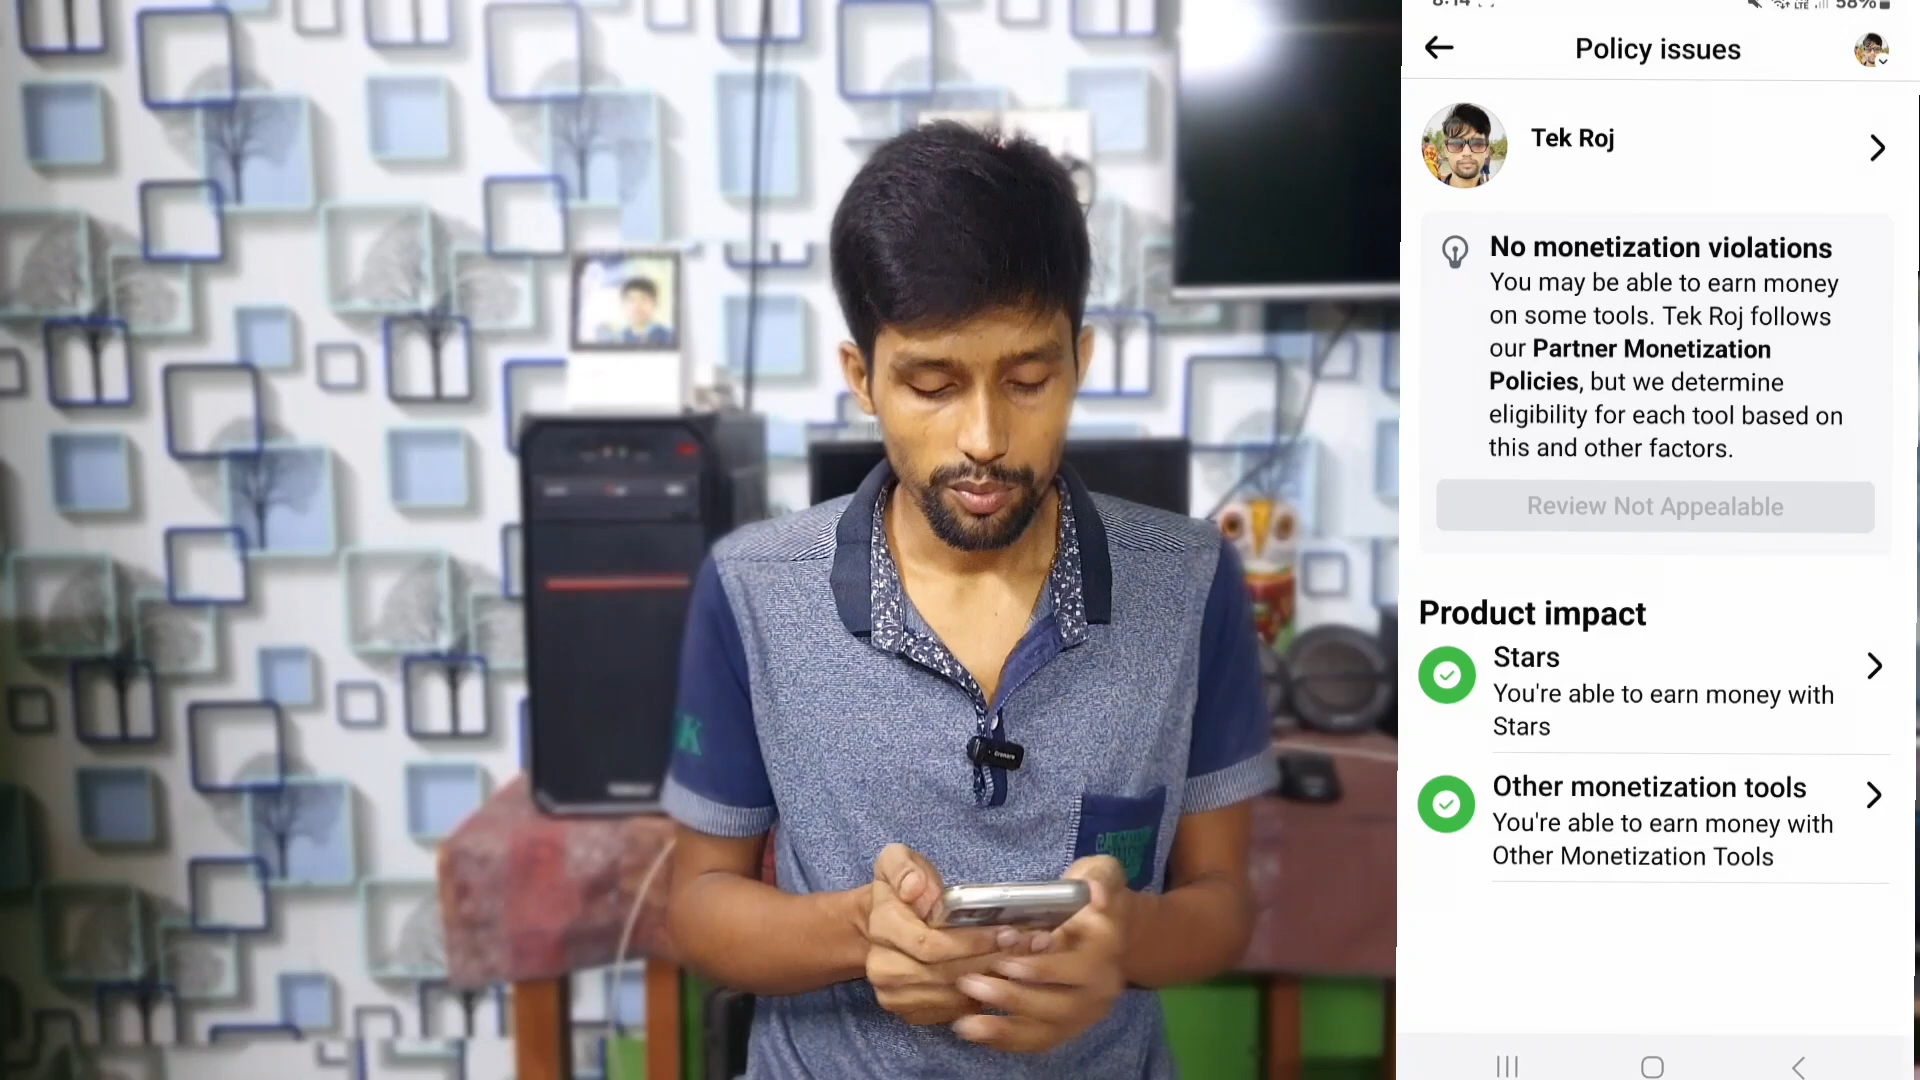 58%
Policy issues
Tek Roj
No monetization violations
You may be able to earn money
on some tools. Tek Roj follows
our Partner Monetization
Policies, but we determine
eligibility for each tool based on
this and other factors.
Review Not Appealable
Product impact
Stars
You're able to earn money with
Stars
Other monetization tools
You're able to earn money with
Other Monetization Tools
K